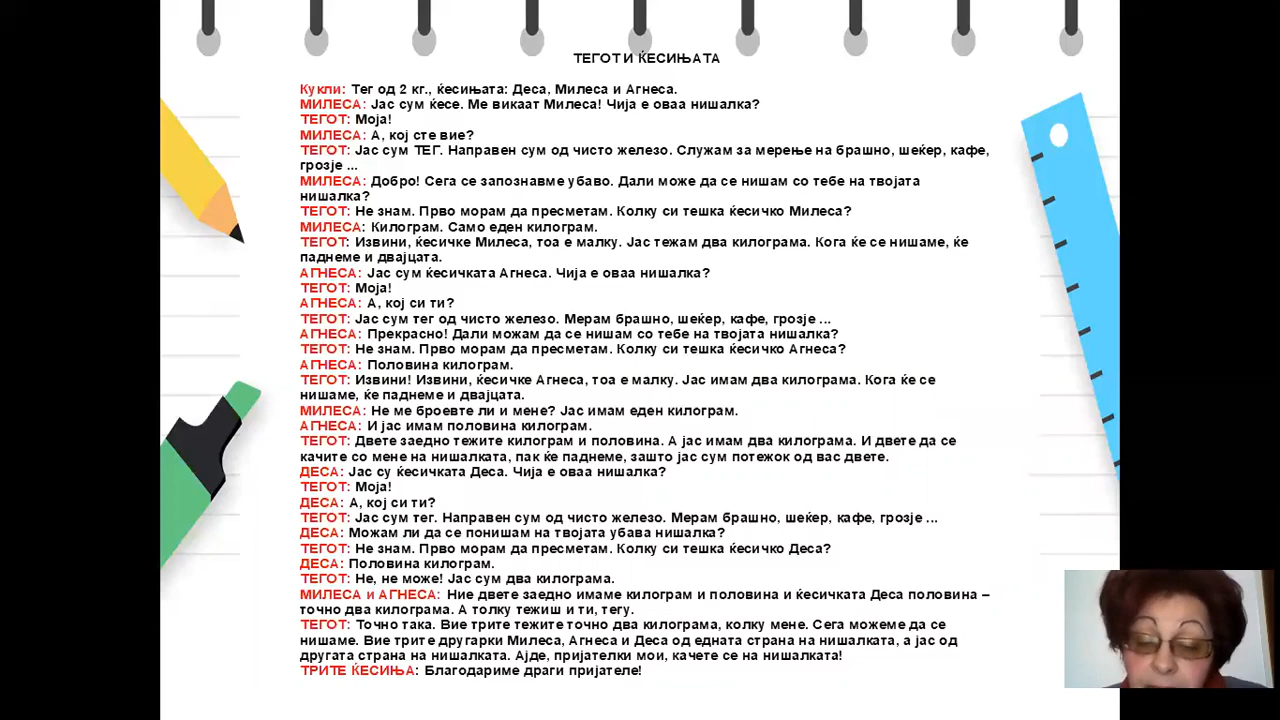 ТЕГОТ И ЌЕСИЊАТА
Кукли: Тег од 2 кг., ќесињата: Деса, Милеса и Агнеса.
МИЛЕСА: Јас сум ќесе. Ме викаат Милеса! Чија е оваа нишалка?
ТЕГОТ: Моја!
МИЛЕСА: А, кој сте вие?
ТЕГОТ: Јас сум ТЕГ. Направен сум од чисто железо. Служам за мерење на брашно, шеќер, кафе,
грозје ...
МИЛЕСА: Добро! Сега се запознавме убаво. Дали може да се нишам со тебе на твојата
нишалка?
ТЕГОТ: Не знам. Прво морам да пресметам. Колку си тешка ќесичко Милеса?
МИЛЕСА: Килограм. Само еден килограм.
ТЕГОТ: Извини, ќесичке Милеса, тоа е малку. Јас тежам два килограма. Кога ќе се нишаме, ќе
паднеме и двајцата.
АГНЕСА: Јас сум ќесичката Агнеса. Чија е оваа нишалка?
ТЕГОТ: Моја!
АГНЕСА: А, кој си ти?
ТЕГОТ: Јас сум тег од чисто железо. Мерам брашно, шеќер, кафе, грозје ...
АГНЕСА: Прекрасно! Дали можам да се нишам со тебе на твојата нишалка?
ТЕГОТ: Не знам. Прво морам да пресметам. Колку си тешка ќесичко Агнеса?
АГНЕСА: Половина килограм.
ТЕГОТ: Извини! Извини, ќесичке Агнеса, тоа е малку. Јас имам два килограма. Кога ќе се
нишаме, ќе паднеме и двајцата.
МИЛЕСА: Не ме броевте ли и мене? Јас имам еден килограм.
АГНЕСА: И јас имам половина килограм.
ТЕГОТ: Двете заедно тежите килограм и половина. А јас имам два килограма. И двете да се
качите со мене на нишалката, пак ќе паднеме, зашто јас сум потежок од вас двете.
ДЕСА: Јас су ќесичката Деса. Чија е оваа нишалка?
ТЕГОТ: Моја!
ДЕСА: А, кој си ти?
ТЕГОТ: Јас сум тег. Направен сум од чисто железо. Мерам брашно, шеќер, кафе, грозје ...
ДЕСА: Можам ли да се понишам на твојата убава нишалка?
ТЕГОТ: Не знам. Прво морам да пресметам. Колку си тешка ќесичко Деса?
ДЕСА: Половина килограм.
ТЕГОТ: Не, не може! Јас сум два килограма.
МИЛЕСА и АГНЕСА: Ние двете заедно имаме килограм и половина и ќесичката Деса половина –
точно два килограма. А толку тежиш и ти, тегу.
ТЕГОТ: Точно така. Вие трите тежите точно два килограма, колку мене. Сега можеме да се
нишаме. Вие трите другарки Милеса, Агнеса и Деса од едната страна на нишалката, а јас од
другата страна на нишалката. Ајде, пријателки мои, качете се на нишалката!
ТРИТЕ ЌЕСИЊА: Благодариме драги пријателе!